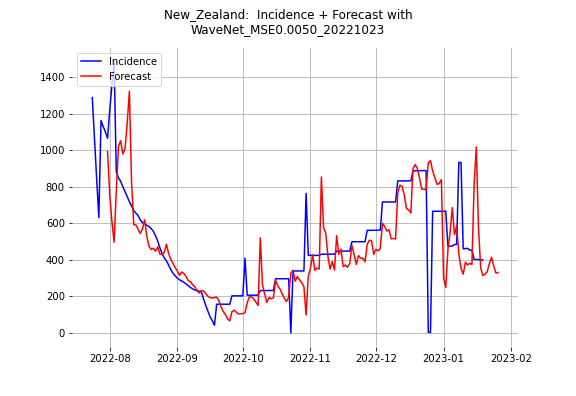 New_Zealand: Incidence + Forecast with
WaveNet_MSE0.0050_20221023
Incidence
Forecast
1400
1200
1000
800
600
400
200
0
2022-08 2022-09 2022-10 2022-11 2022-12 2023-01 2023-02